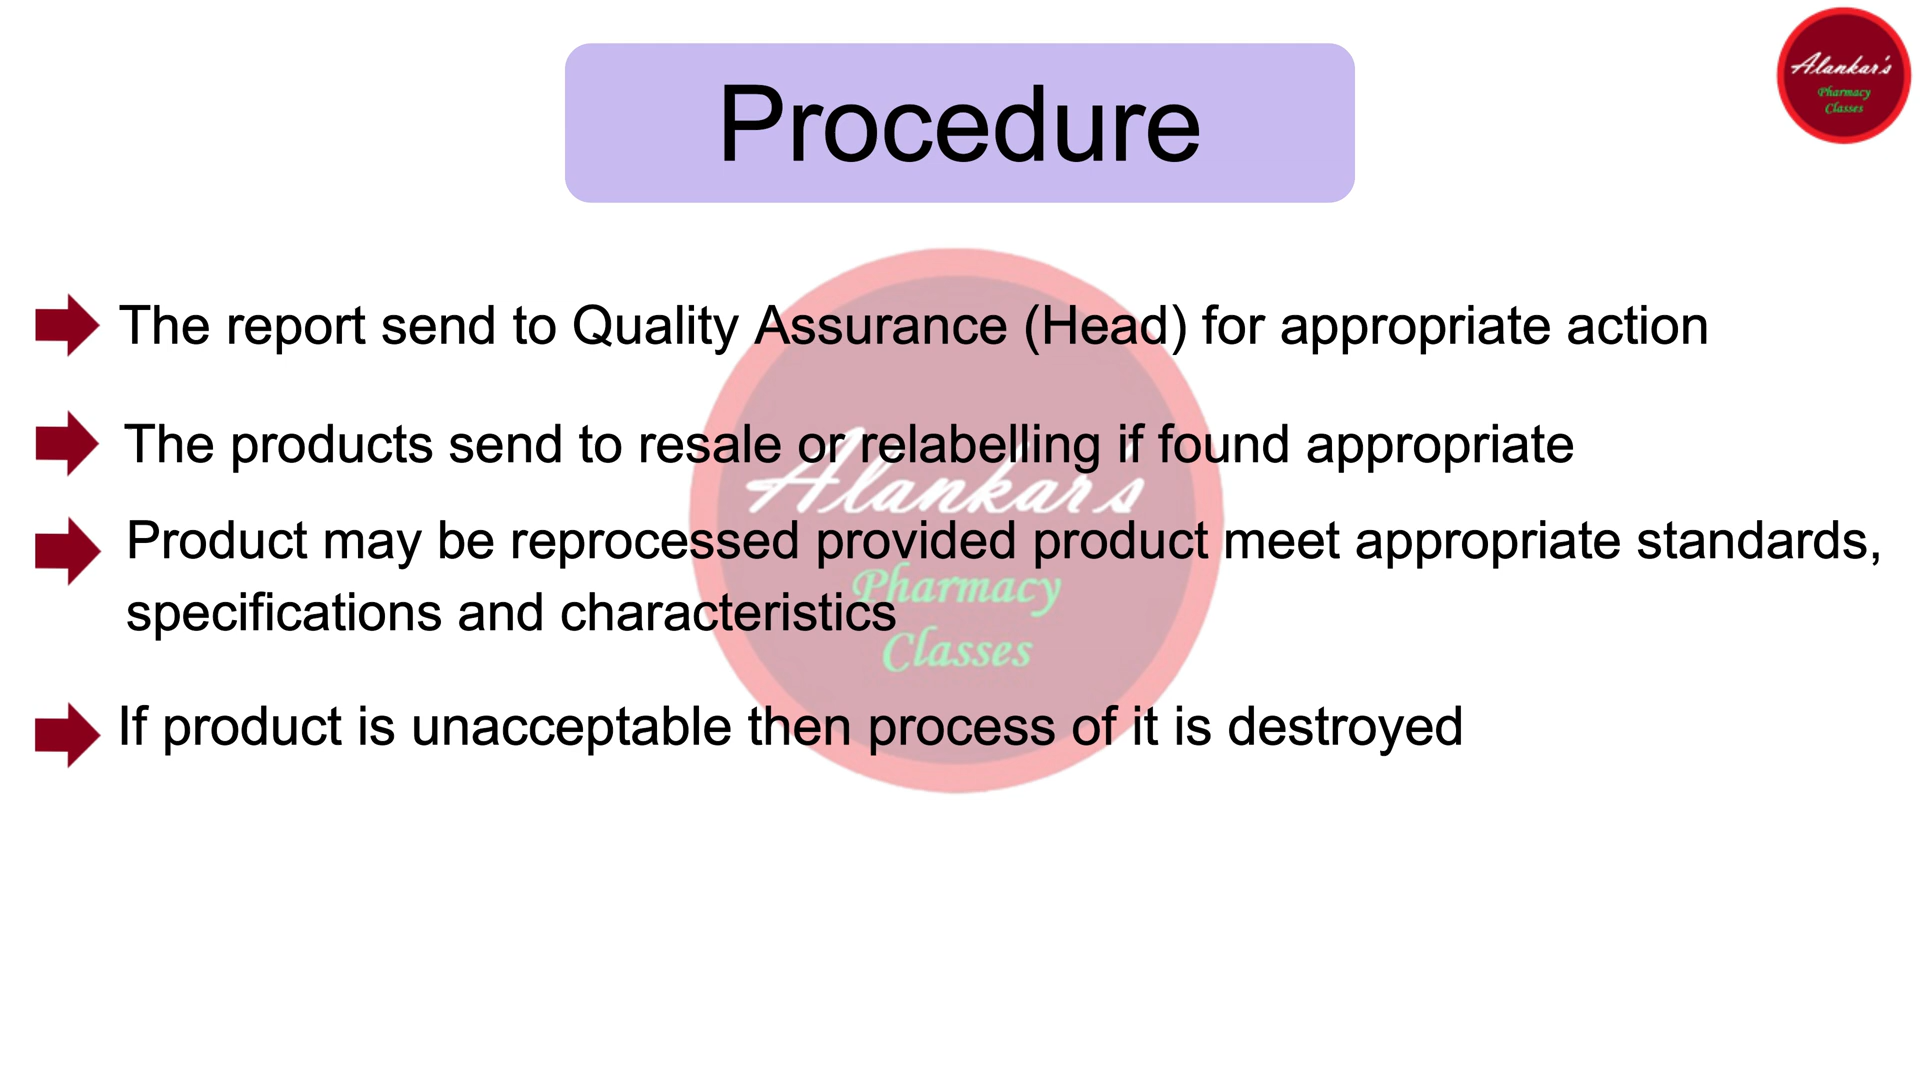 Procedure
Alankar's
Pharmacy
Classes
The report send to Quality Assurance (Head) for appropriate action
The products send to resale or relabelling if found appropriate
Alankar's
Product may be reprocessed provided product meet appropriate standards,
Pharmacy
specifications and characteristics
Classes
If product is unacceptable then process of it is destroyed